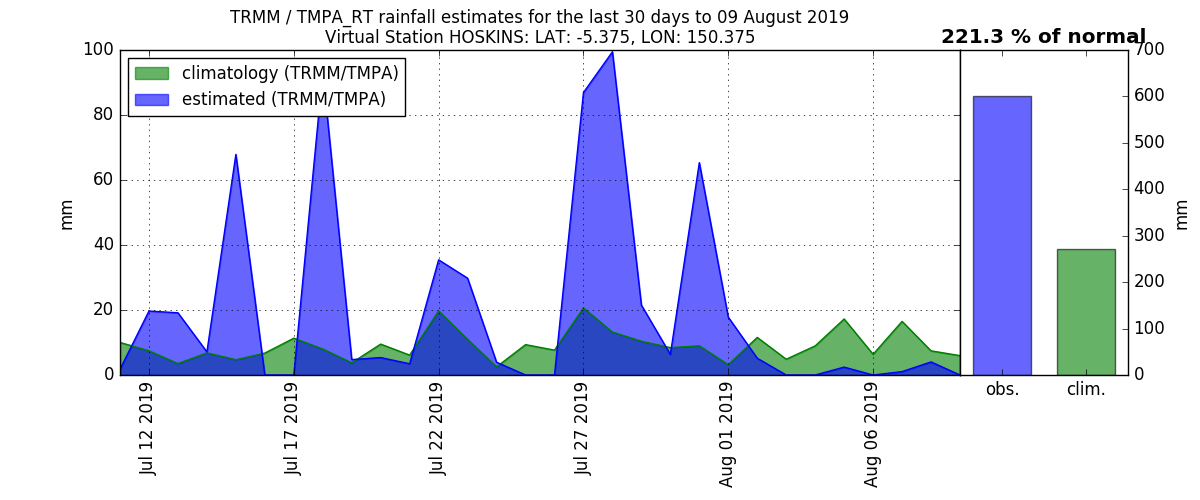 TRMM / TMPA_RT rainfall estimates for the last 30 days to 09 August 2019
Virtual Station HOSKINS: LAT: -5.375, LON: 150.375
221.3 % of normal
climatology (TRMM/TMPA)
estimated (TRMM/TMPA)
100
80
60
40
20
0
mm
Jul 12 2019
Jul 17 2019
Jul 22 2019
Jul 27 2019
Aug 01 2019
Aug 06 2019
700
600
500
400
300
200
100
0
mm
obs.
clim.